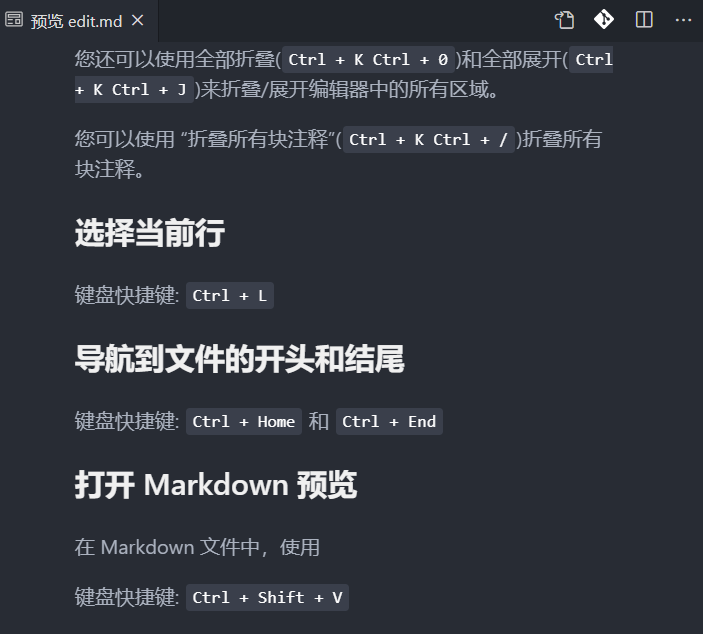 预览 edit.md
您还可以使用全部折叠(Ctrl + K Ctrl + 0)和全部展开(Ctrl
+ K Ctrl + J)来折叠/展开编辑器中的所有区域。
您可以使用 “折叠所有块注释”(Ctrl + K Ctrl + /)折叠所有
块注释。
选择当前行
键盘快捷键: Ctrl + L
导航到文件的开头和结尾
键盘快捷键: Ctrl + Home 和 Ctrl + End
打开 Markdown 预览
在 Markdown 文件中，使用
键盘快捷键: Ctrl + Shift + V